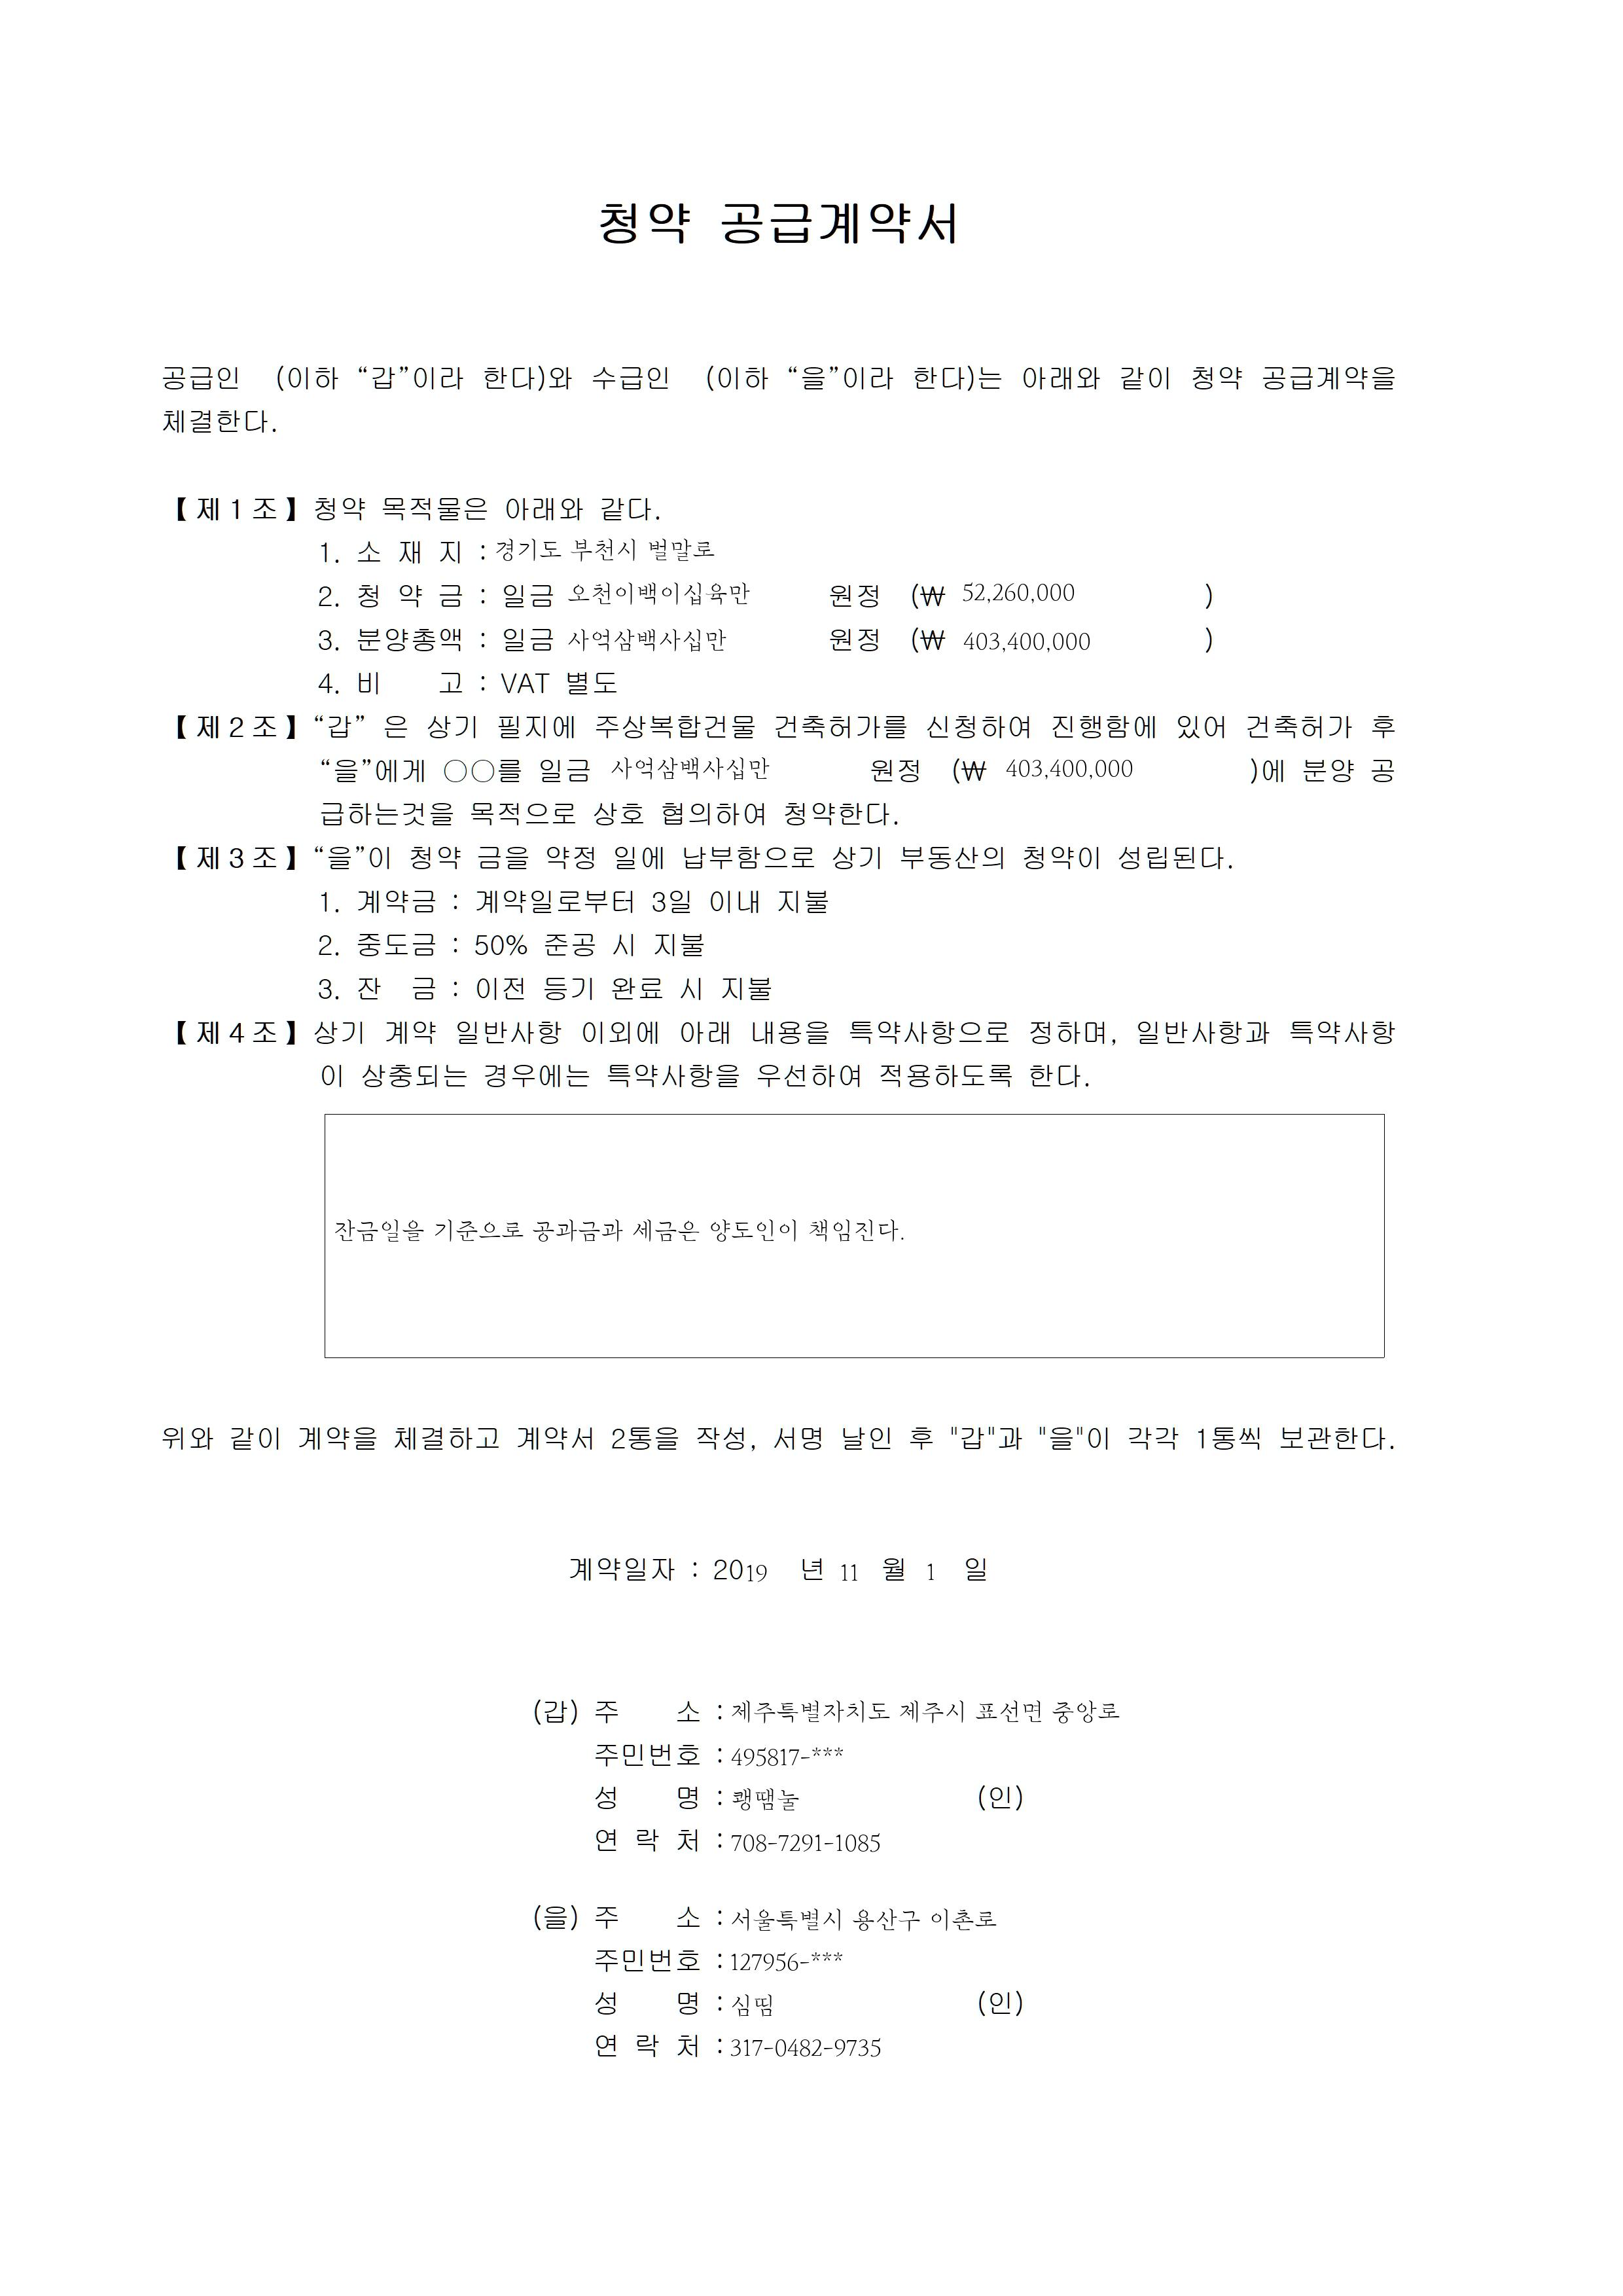 청약 공급계약서
공급인 (이하 “갑”이라 한다)와 수급인 (이하 “을”이라 한다)는 아래와 같이 청약 공급계약을
체결한다.
【제1조】청약 목적물은 아래와 같다.
1. 소 재 지 : 경기도 부천시 벌말로
2. 청 약 금 : 일금 오천이백이십육만 원정 (₩ 52,260,000 )
3. 분양총액 : 일금 사억삼백사십만 원정 (₩ 403,400,000 )
4. 비 고 : VAT 별도
【제2조】“갑” 은 상기 필지에 주상복합건물 건축허가를 신청하여 진행함에 있어 건축허가 후
“을”에게 ○○를 일금 사억삼백사십만 원정 (₩ 403,400,000 )에 분양 공
급하는것을 목적으로 상호 협의하여 청약한다.
【제3조】“을”이 청약 금을 약정 일에 납부함으로 상기 부동산의 청약이 성립된다.
1. 계약금 : 계약일로부터 3일 이내 지불
2. 중도금 : 50% 준공 시 지불
3. 잔 금 : 이전 등기 완료 시 지불
【제4조】상기 계약 일반사항 이외에 아래 내용을 특약사항으로 정하며, 일반사항과 특약사항
이 상충되는 경우에는 특약사항을 우선하여 적용하도록 한다.
잔금일을 기준으로 공과금과 세금은 양도인이 책임진다.
위와 같이 계약을 체결하고 계약서 2통을 작성, 서명 날인 후 "갑"과 "을"이 각각 1통씩 보관한다.
계약일자 : 2019 년 11 월 1 일
(갑) 주 소 : 제주특별자치도 제주시 표선면 중앙로
주민번호 : 495817-***
성 명 : 쾡땜눌 (인)
연 락 처 : 708-7291-1085
(을) 주 소 : 서울특별시 용산구 이촌로
주민번호 : 127956-***
성 명 : 심띰 (인)
연 락 처 : 317-0482-9735